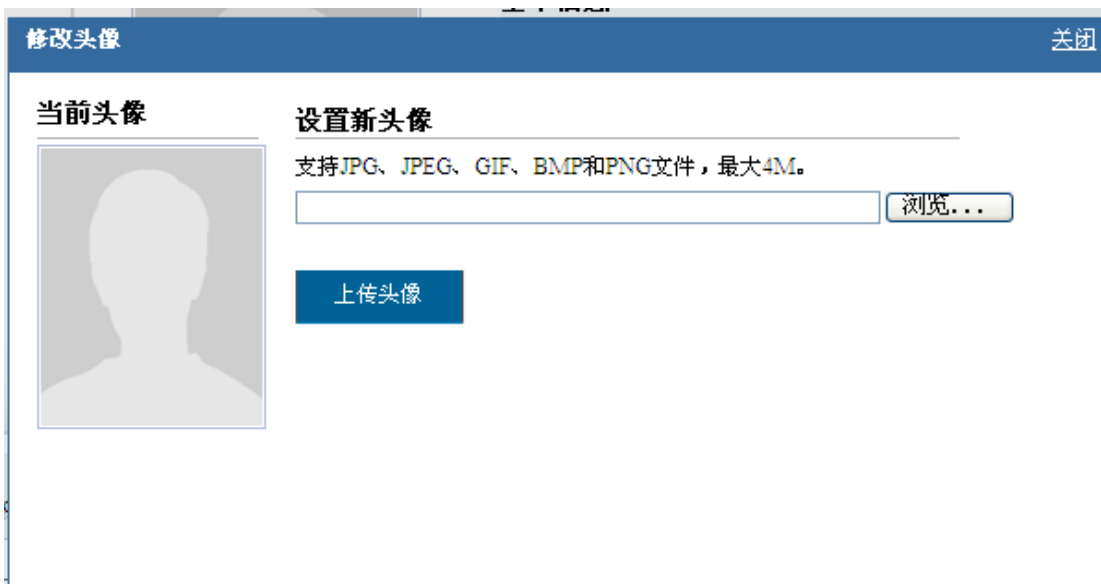 修改头像
关闭
当前头像
设置新头像
支持JPG、JPEG、GIF、BMP和PNG文件，最大4M。
浏览...
上传头像